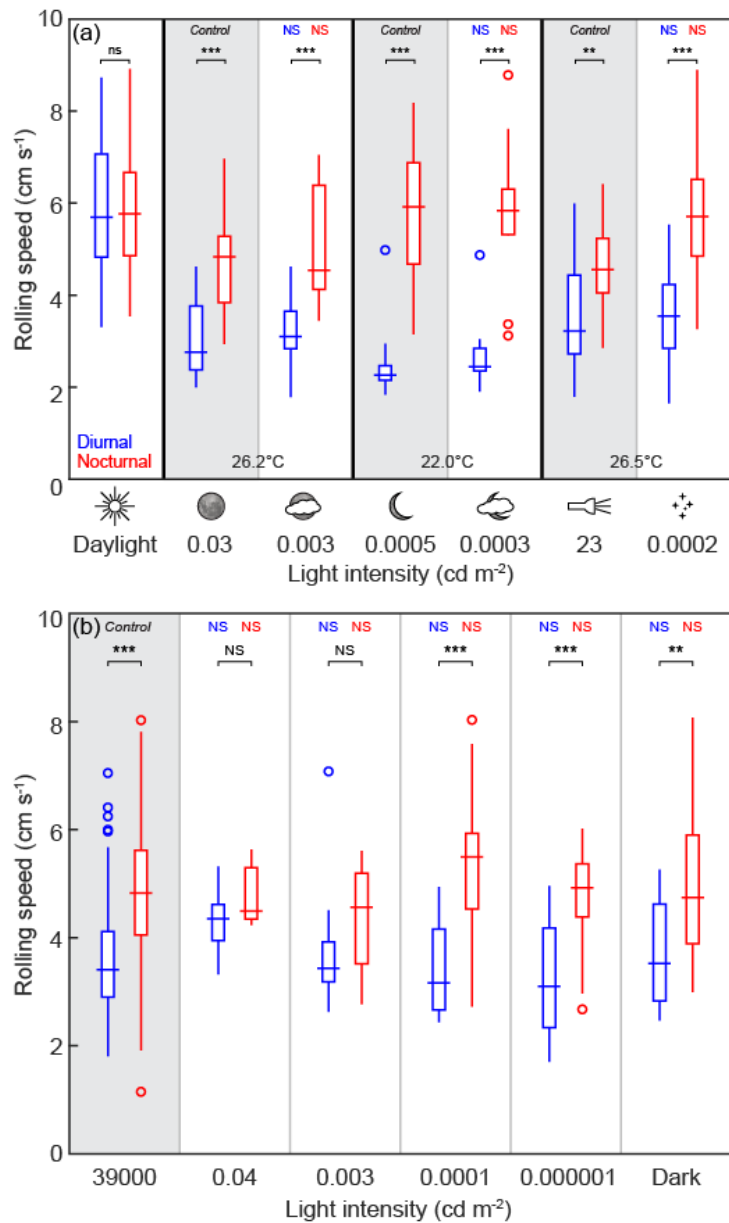 (a)
Control NS NS Control NS NS Control NS NS
ns *** *** *** *** ** ***
10
8
6
4
2
0
Rolling speed (cm s-1)
Diurnal
Nocturnal
26.2°C 22.0°C 26.5°C
Daylight 0.03 0.003 0.0005 0.0003 23 0.0002
Light intensity (cd m-2)
(b)
Control NS NS NS NS NS NS NS NS NS NS
*** NS NS *** *** **
10
8
6
4
2
0
Rolling speed (cm s-1)
39000 0.04 0.003 0.0001 0.000001 Dark
Light intensity (cd m-2)